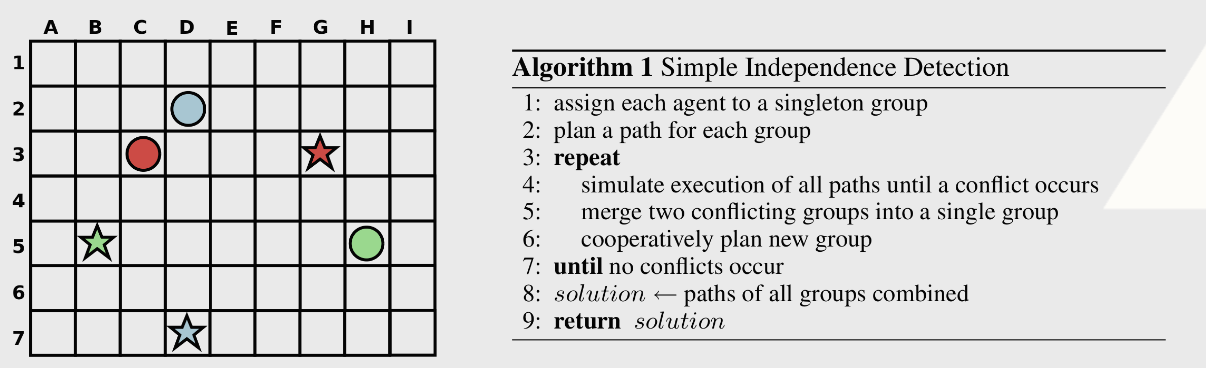 A B C D E F G H I
1
2
3
4
5
6
7
Algorithm 1 Simple Independence Detection
1: assign each agent to a singleton group
2: plan a path for each group
3: repeat
4: simulate execution of all paths until a conflict occurs
5: merge two conflicting groups into a single group
6: cooperatively plan new group
7: until no conflicts occur
8: solution ← paths of all groups combined
9: return solution